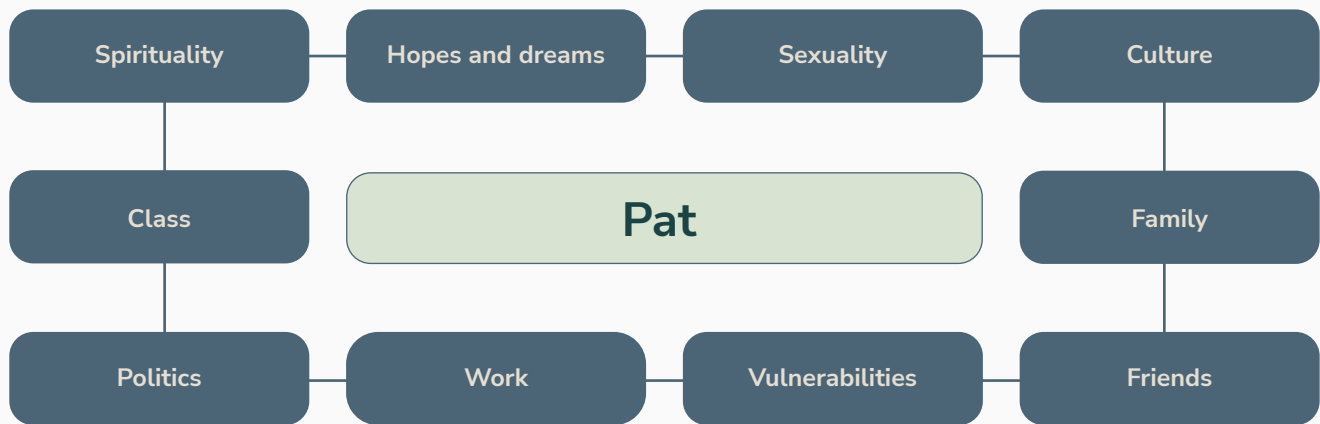 Spirituality
Hopes and dreams
Sexuality
Culture
Class
Pat
Family
Politics
Work
Vulnerabilities
Friends